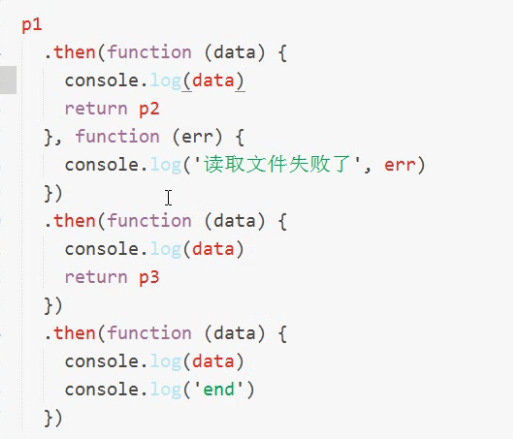 p1
  .then(function (data) {
    console.log(data)
    return p2
  }, function (err) {
    console.log('读取文件失败了', err)
  })
  .then(function (data) {
    console.log(data)
    return p3
  })
  .then(function (data) {
    console.log(data)
    console.log('end')
  })